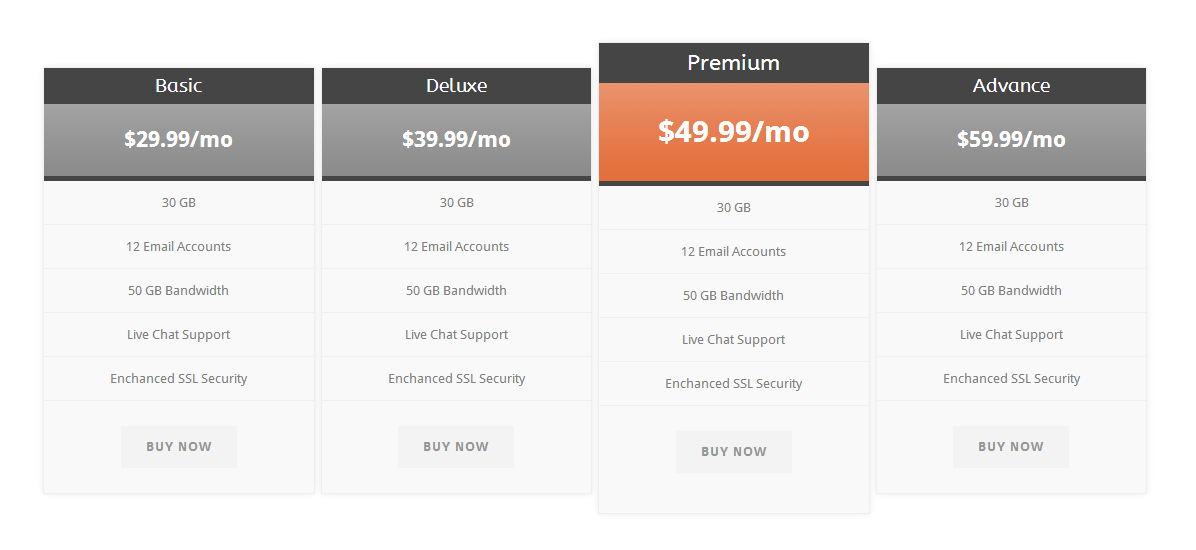 Basic
$29.99/mo
30 GB
12 Email Accounts
50 GB Bandwidth
Live Chat Support
Enchanced SSL Security
BUY NOW
Deluxe
$39.99/mo
30 GB
12 Email Accounts
50 GB Bandwidth
Live Chat Support
Enchanced SSL Security
BUY NOW
Premium
$49.99/mo
30 GB
12 Email Accounts
50 GB Bandwidth
Live Chat Support
Enchanced SSL Security
BUY NOW
Advance
$59.99/mo
30 GB
12 Email Accounts
50 GB Bandwidth
Live Chat Support
Enchanced SSL Security
BUY NOW